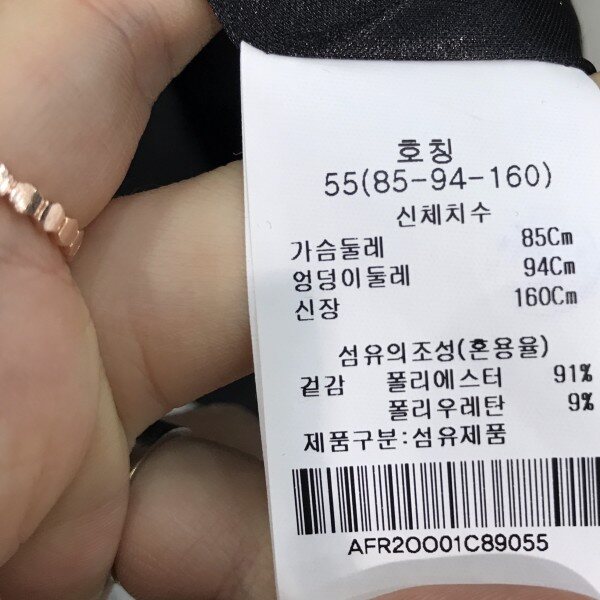 호칭
55(85-94-160)
신체치수
가슴둘레 85Cm
엉덩이둘레 94Cm
신장 160Cm
섬유의조성(혼용율)
겉감 폴리에스터 91%
폴리우레탄 9%
제품구분:섬유제품
AFR20001C89055